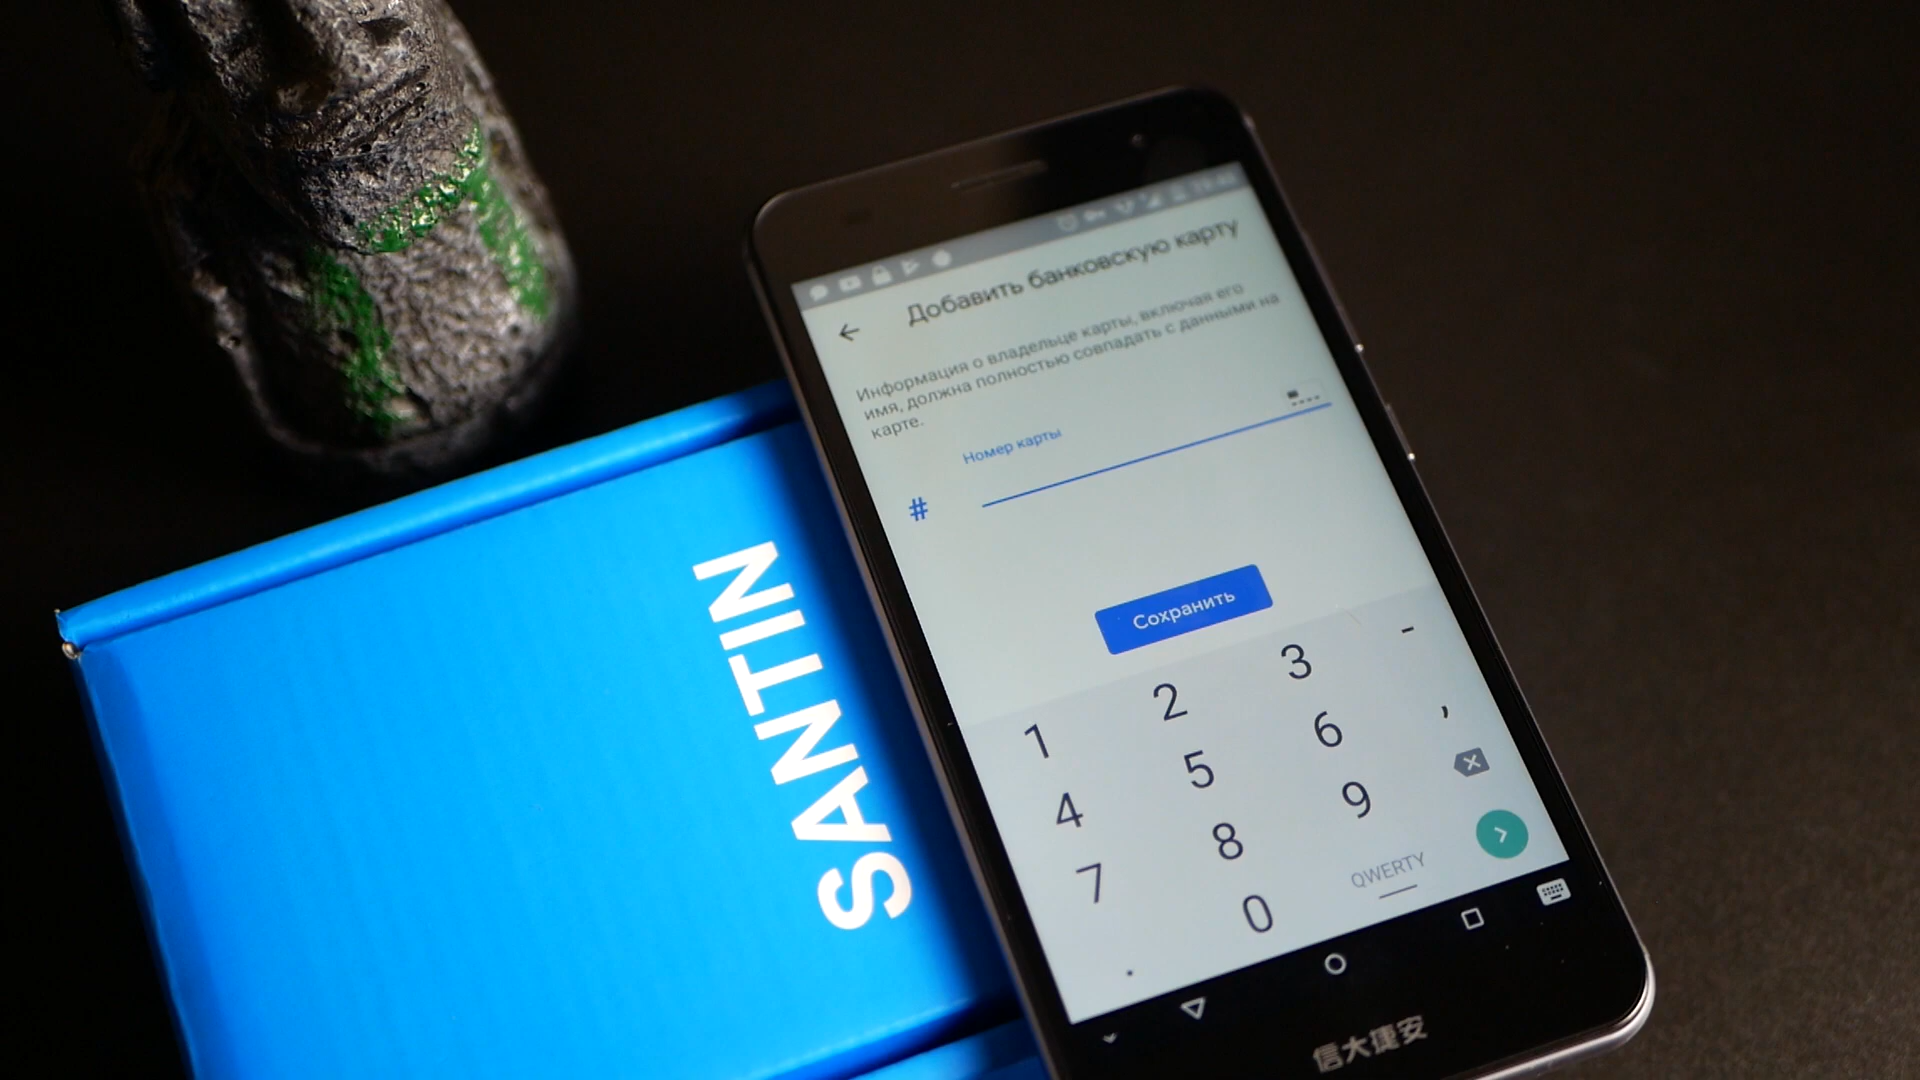 Добавить банковскую карту
Информация о владельце карты, включая его
имя, должна полностью совпадать с данными на
карте.
Номер карты
#
Сохранить
1 2 3 -
4 5 6 ,
7 8 9
. 0 QWERTY
SANTIN
信大捷安